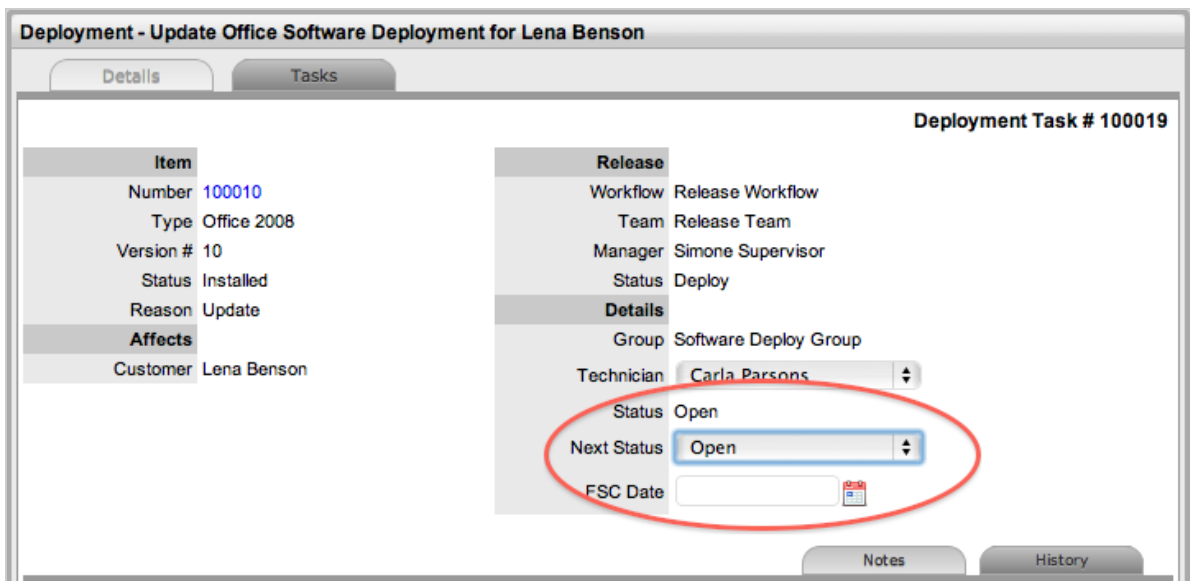 Deployment - Update Office Software Deployment for Lena Benson
Details Tasks
Deployment Task # 100019
Item
Number 100010
Type Office 2008
Version # 10
Status Installed
Reason Update
Affects
Customer Lena Benson
Release
Workflow Release Workflow
Team Release Team
Manager Simone Supervisor
Status Deploy
Details
Group Software Deploy Group
Technician Carla Parsons
Status Open
Next Status Open
FSC Date
Notes History